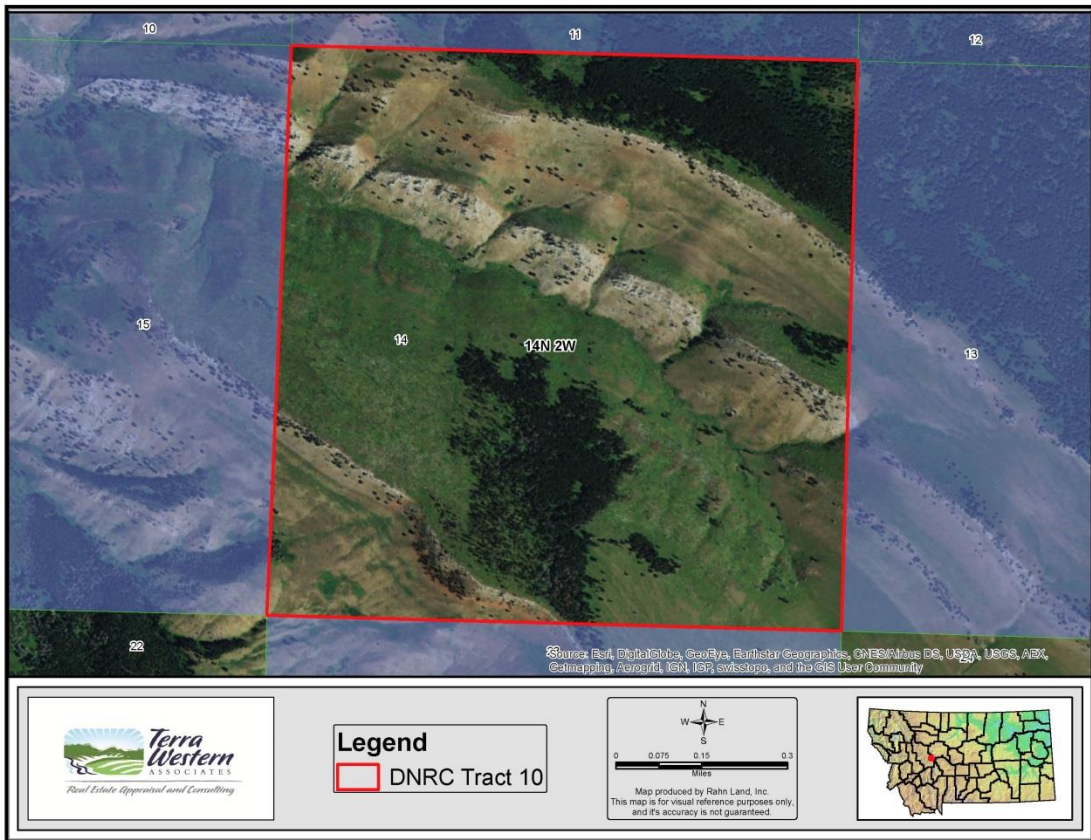 10
11
12
15
14
14N 2W
13
22
23
Source: Esri, DigitalGlobe, GeoEye, Earthstar Geographics, CNES/Airbus DS, USDA, USGS, AEX,
Getmapping, Aerogrid, IGN, IGP, swisstopo, and the GIS User Community
Terra
Western
ASSOCIATES
Real Estate Appraisal and Consulting
Legend
DNRC Tract 10
N
W E
S
0 0.075 0.15 0.3
Miles
Map produced by Rahn Land, Inc.
This map is for visual reference purposes only,
and it's accuracy is not guaranteed.